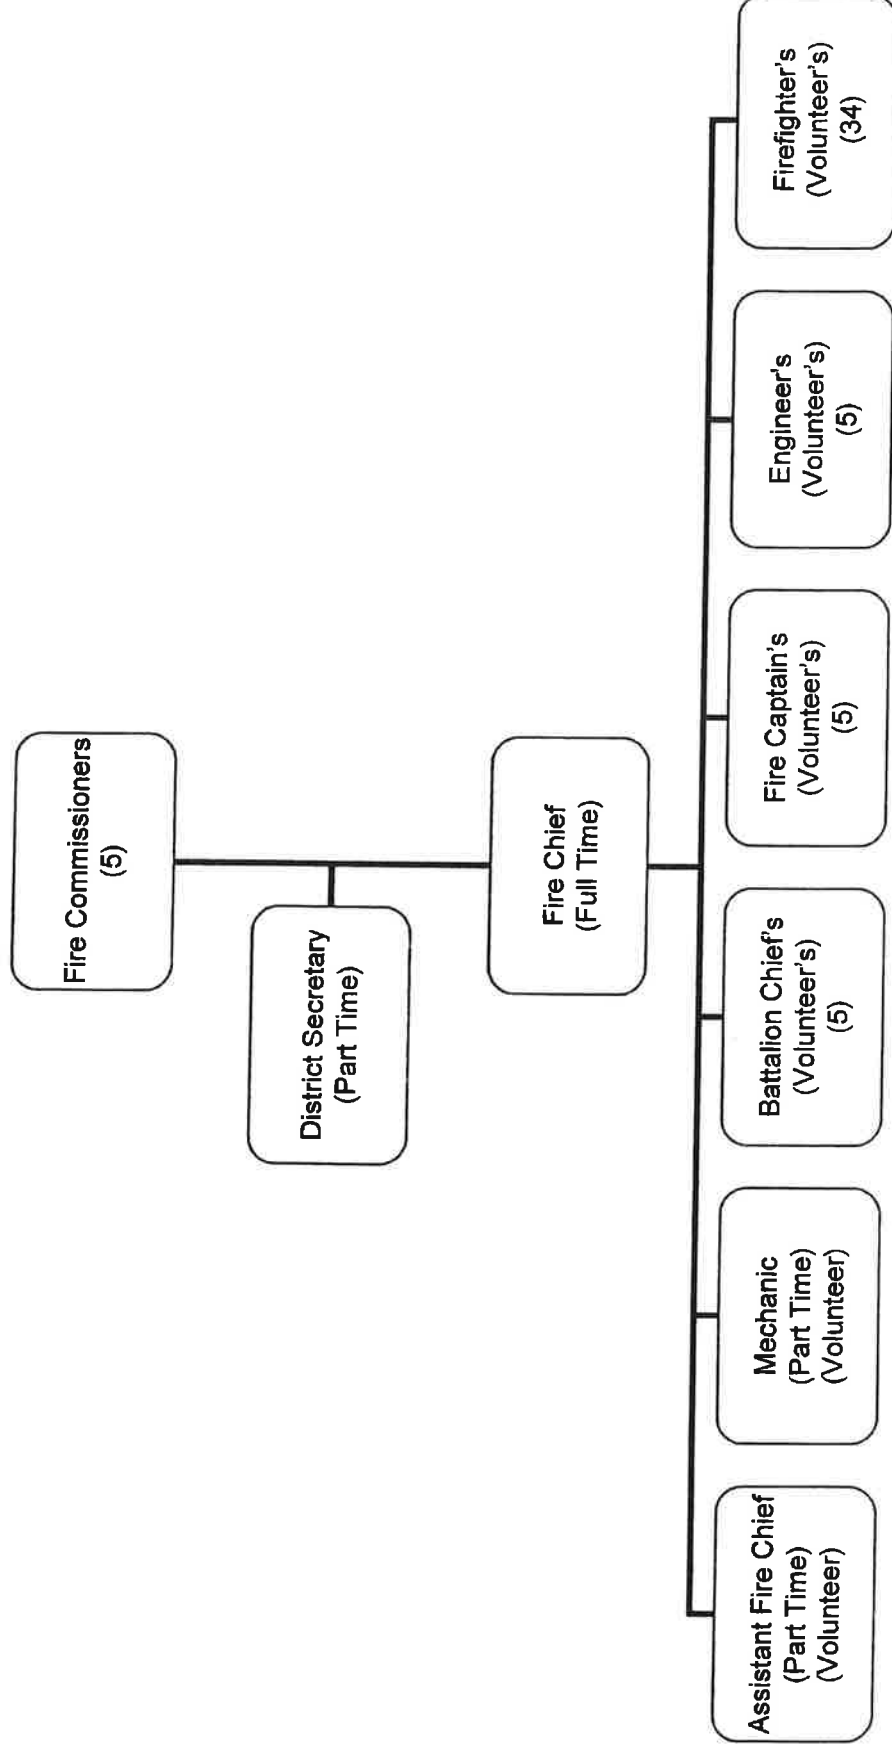 Fire Commissioners
(5)
District Secretary
(Part Time)
Fire Chief
(Full Time)
Assistant Fire Chief
(Part Time)
(Volunteer)
Mechanic
(Part Time)
(Volunteer)
Battalion Chief's
(Volunteer's)
(5)
Fire Captain's
(Volunteer's)
(5)
Engineer's
(Volunteer's)
(5)
Firefighter's
(Volunteer's)
(34)